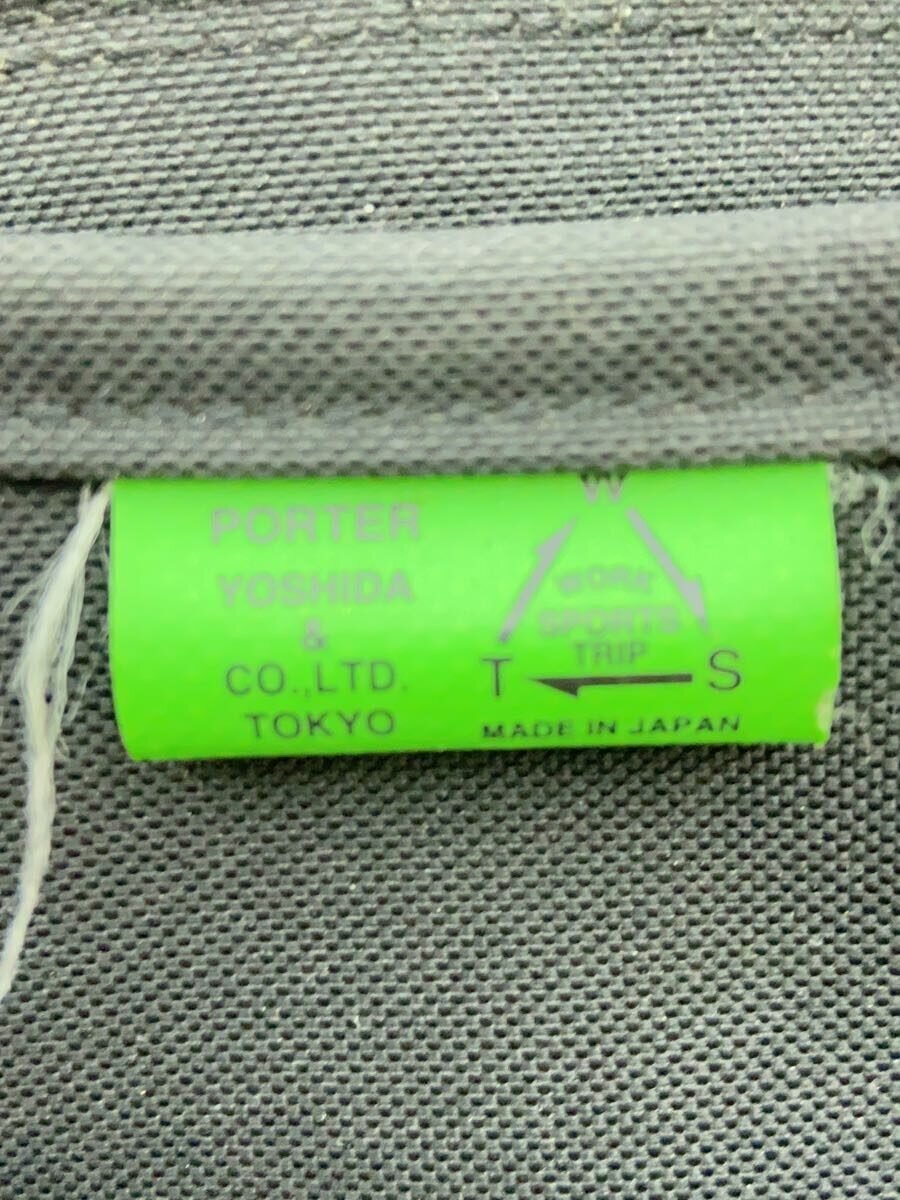 PORTER
YOSHIDA
&
CO.,LTD.
TOKYO
W
WORK
SPORTS
TRIP
T
S
MADE IN JAPAN